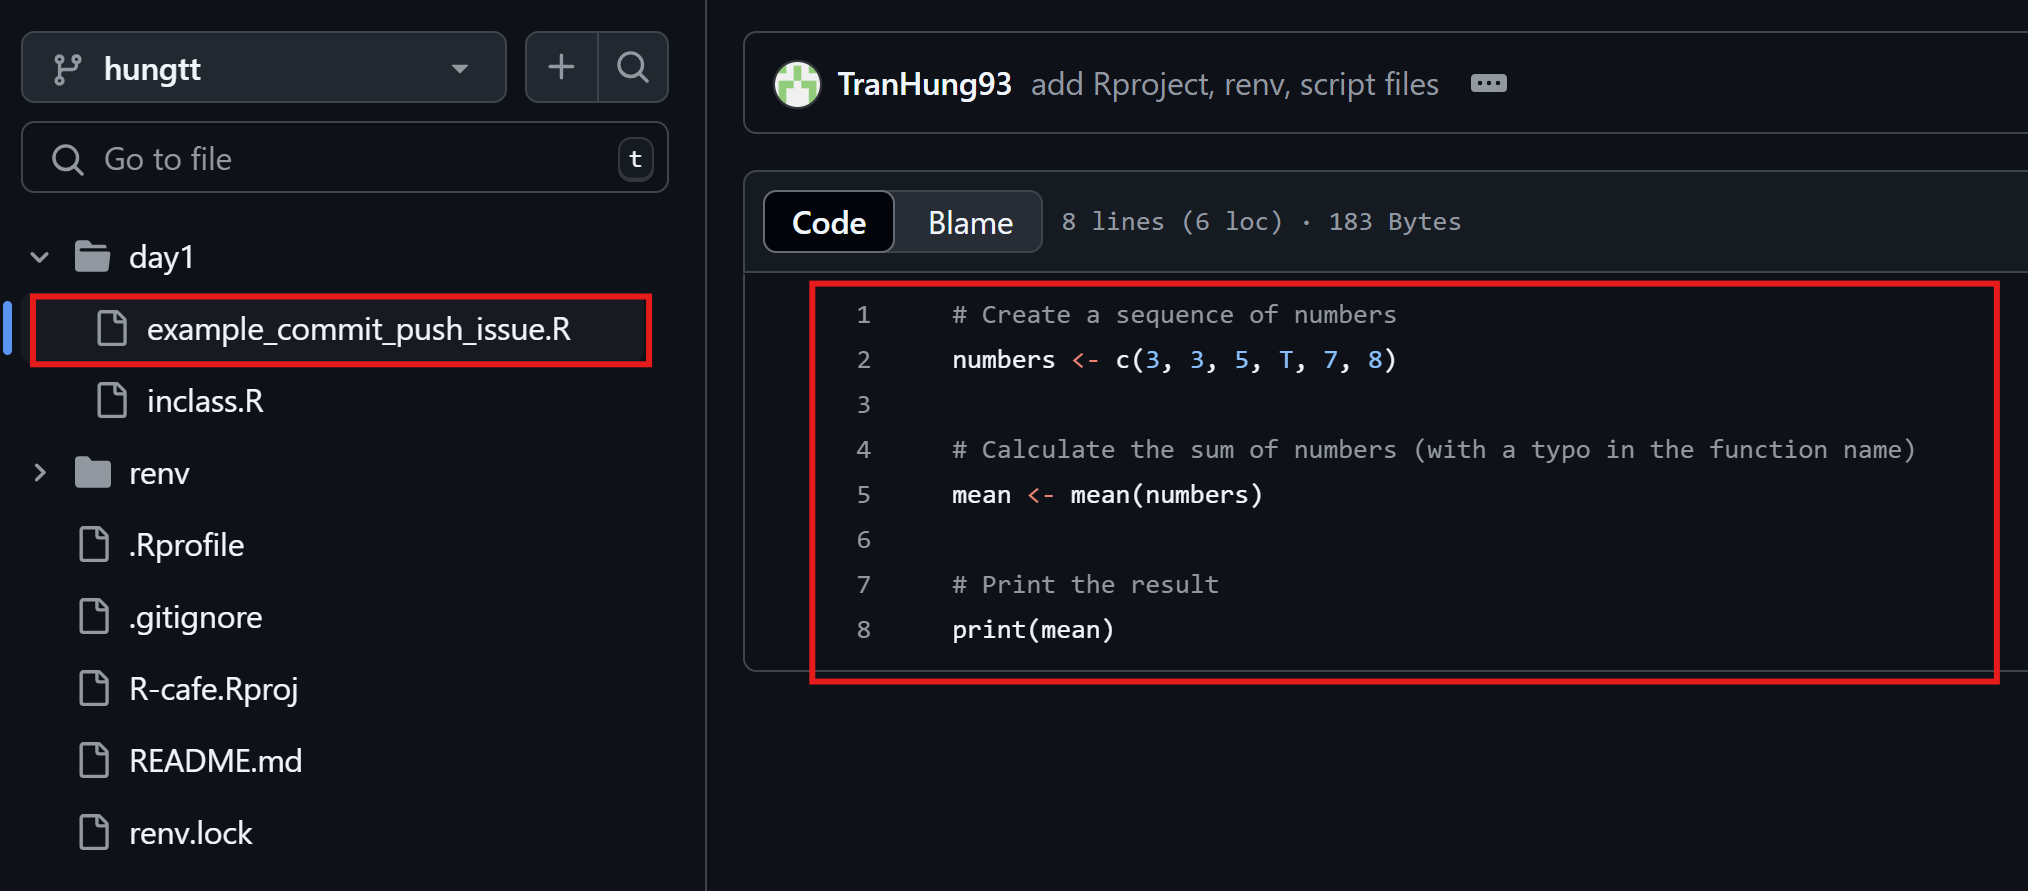 hungtt
Go to file
t
day1
example_commit_push_issue.R
inclass.R
renv
.Rprofile
.gitignore
R-cafe.Rproj
README.md
renv.lock
TranHung93 add Rproject, renv, script files
Code Blame 8 lines (6 loc) · 183 Bytes
1 # Create a sequence of numbers
2 numbers <- c(3, 3, 5, T, 7, 8)
3
4 # Calculate the sum of numbers (with a typo in the function name)
5 mean <- mean(numbers)
6
7 # Print the result
8 print(mean)